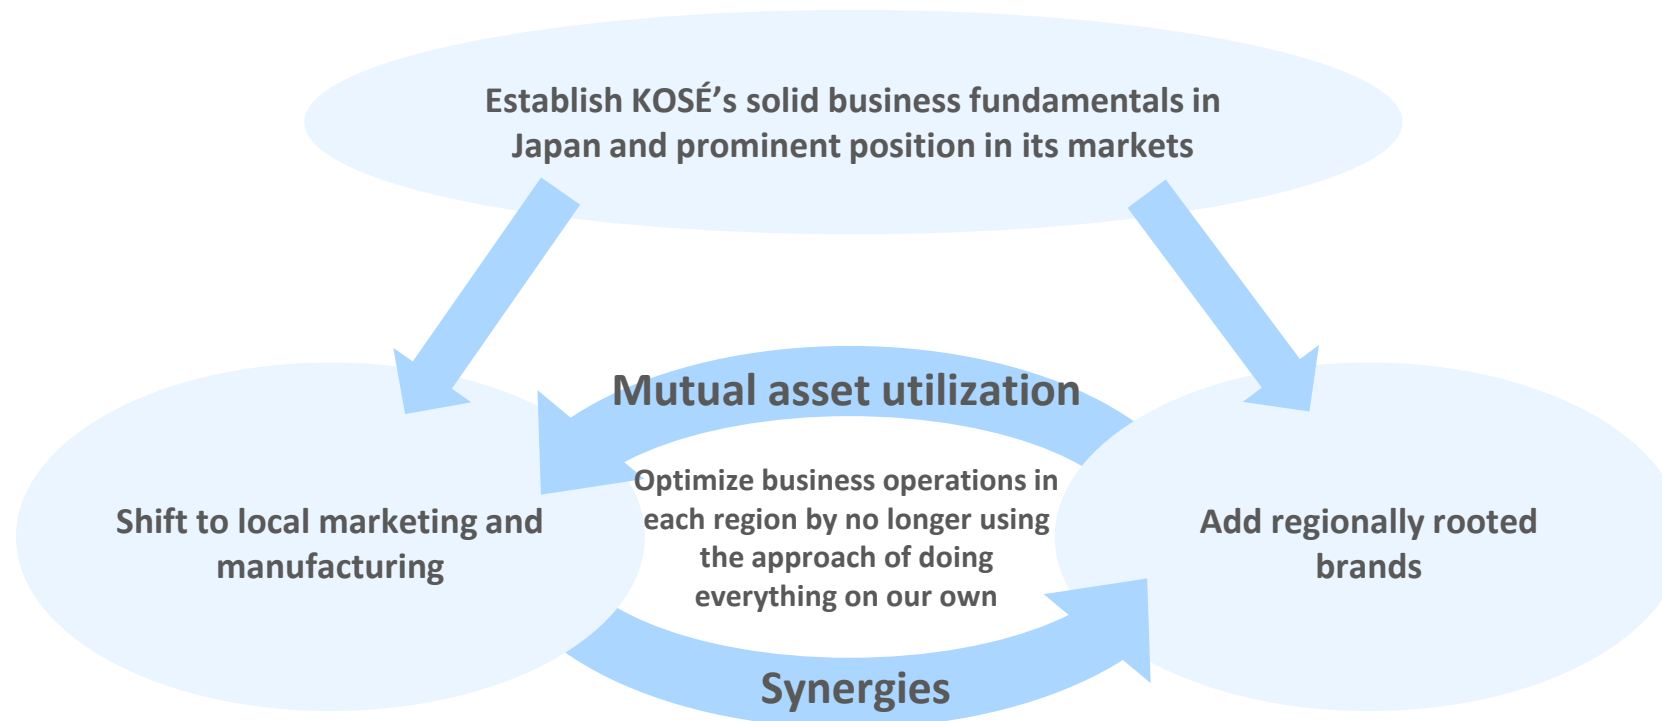 Establish KOSÉ’s solid business fundamentals in
Japan and prominent position in its markets
Mutual asset utilization
Optimize business operations in
each region by no longer using
the approach of doing
everything on our own
Shift to local marketing and
manufacturing
Add regionally rooted
brands
Synergies